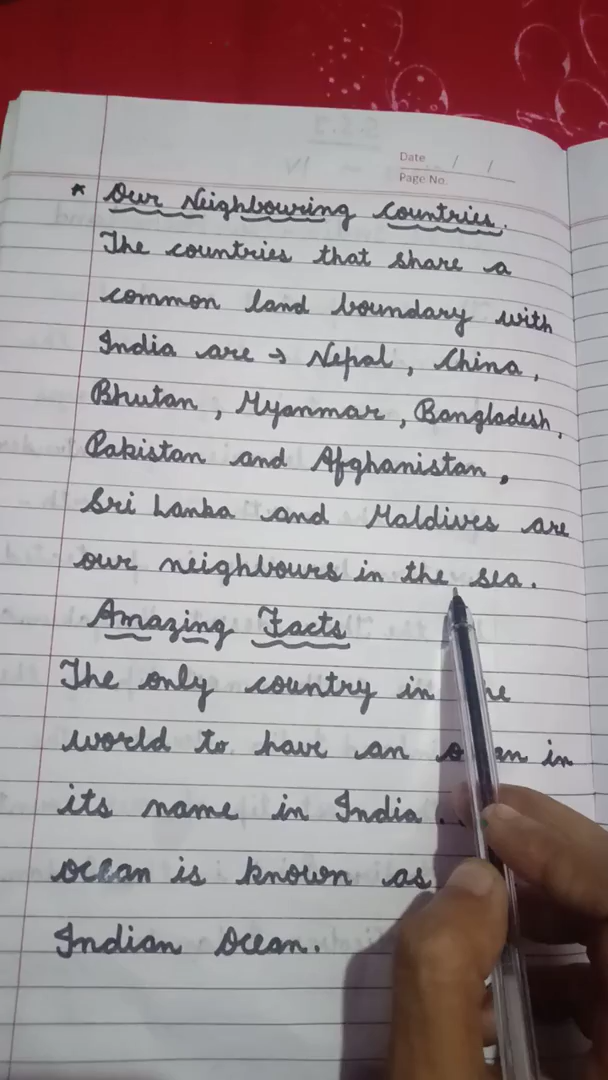 Date / /
Page No.
* Our Neighbouring Countries.
The countries that share a
common land boundary with
India are → Nepal, China,
Bhutan, Myanmar, Bangladesh,
Pakistan and Afghanistan,
Sri Lanka and Maldives are
our neighbours in the sea.
Amazing Facts
The only country in
world to have an in
its name in India
ocean is known as
Indian Ocean.